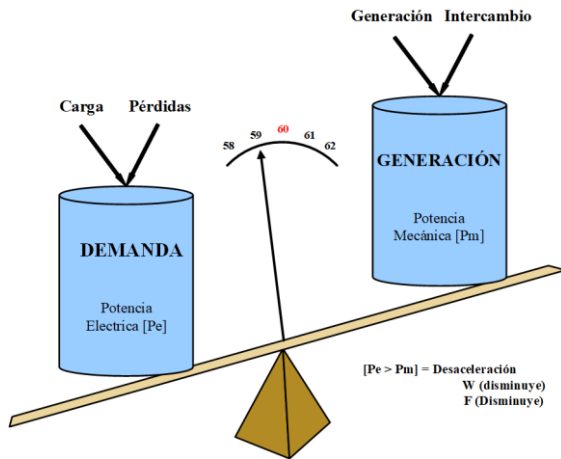 Generación Intercambio
Carga Pérdidas
58 59 60 61 62
GENERACIÓN
Potencia
Mecánica [Pm]
DEMANDA
Potencia
Electrica [Pe]
[Pe > Pm] = Desaceleración
W (disminuye)
F (Disminuye)